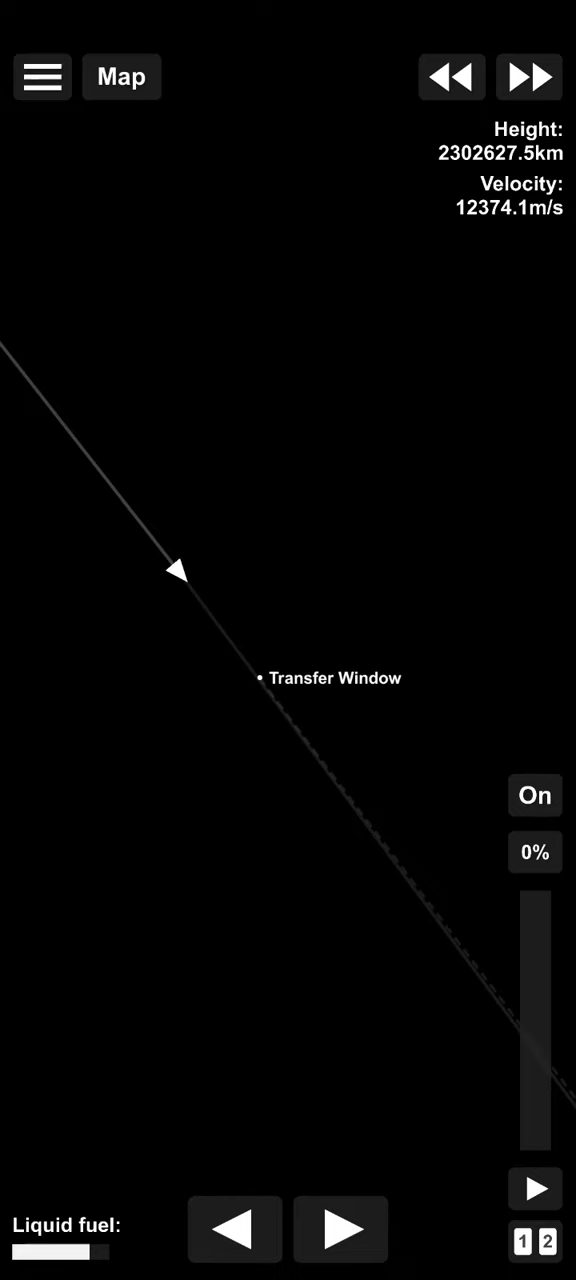 Map
Height:
2302627.5km
Velocity:
12374.1m/s
Transfer Window
On
0%
1 2
Liquid fuel: